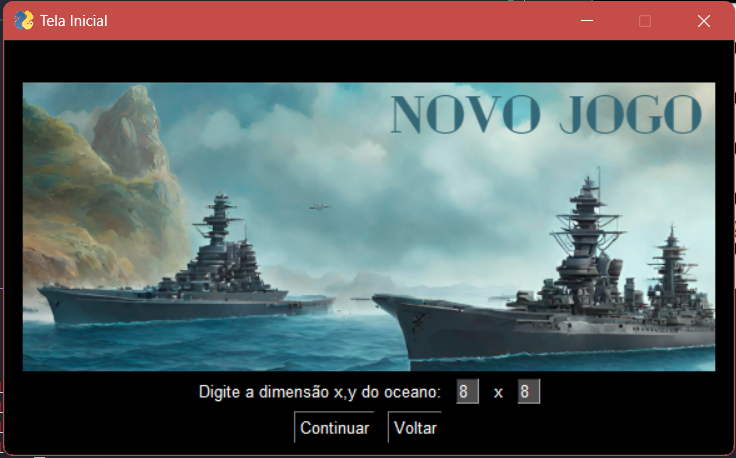 Tela Inicial
NOVO JOGO
Digite a dimensão x,y do oceano: 8 x 8
Continuar Voltar